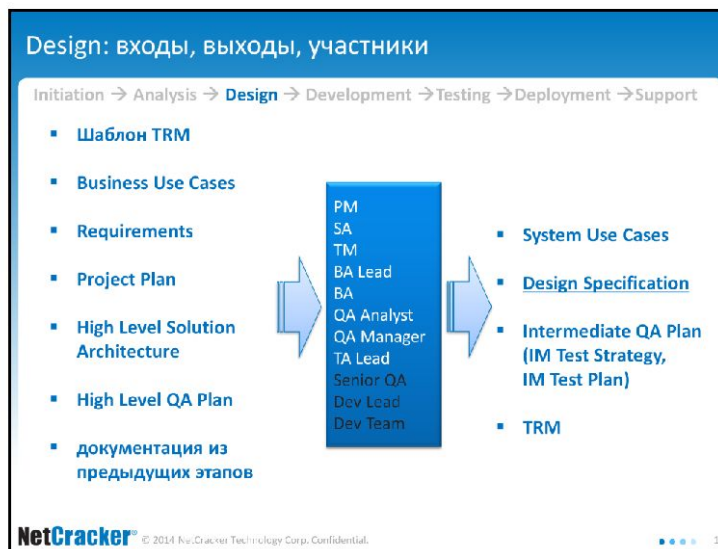 Design: входы, выходы, участники
Initiation → Analysis → Design → Development →Testing →Deployment →Support
▪ Шаблон TRM
▪ Business Use Cases
▪ Requirements
▪ Project Plan
▪ High Level Solution
Architecture
▪ High Level QA Plan
▪ документация из
предыдущих этапов
PM
SA
TM
BA Lead
BA
QA Analyst
QA Manager
TA Lead
Senior QA
Dev Lead
Dev Team
▪ System Use Cases
▪ Design Specification
▪ Intermediate QA Plan
(IM Test Strategy,
IM Test Plan)
▪ TRM
NetCracker® © 2014 NetCracker Technology Corp. Confidential.